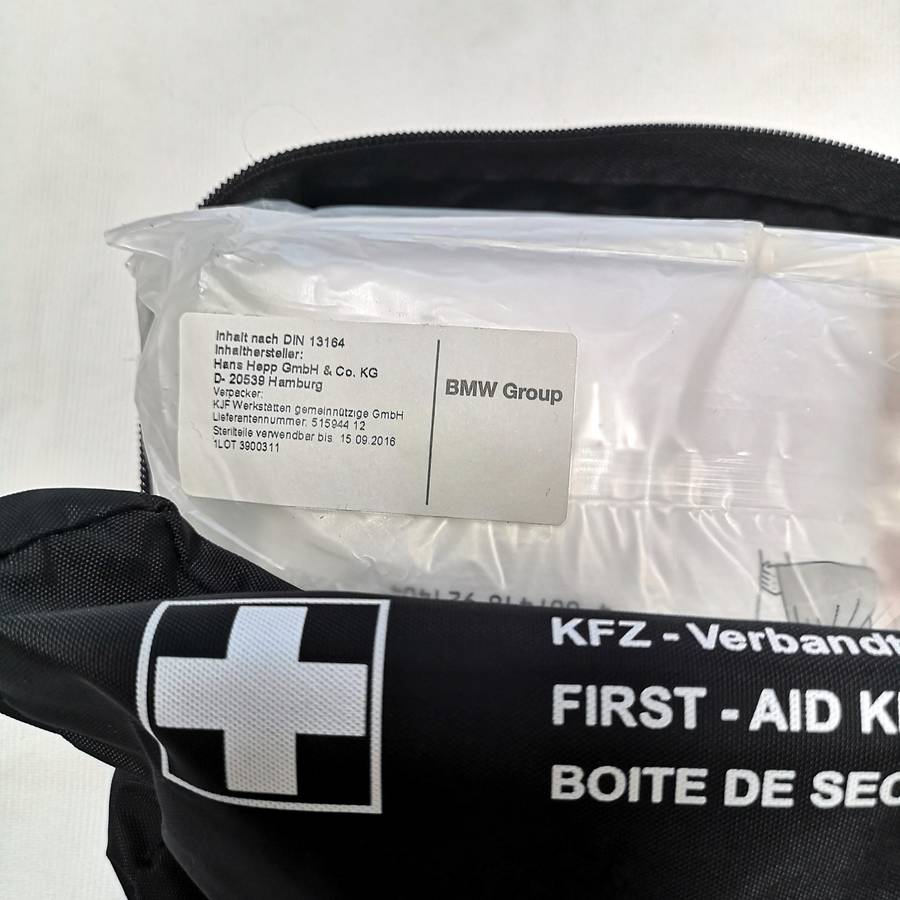 Inhalt nach DIN 13164
Inhalthersteller:
Hans Hepp GmbH & Co. KG
D- 20539 Hamburg
Verpacker:
KJF Werkstätten gemeinnützige GmbH
Lieferantennummer: 515944 12
Sterilteile verwendbar bis 15.09.2016
1LOT 3900311
BMW Group
KFZ - Verbandt
FIRST - AID K
BOITE DE SEC